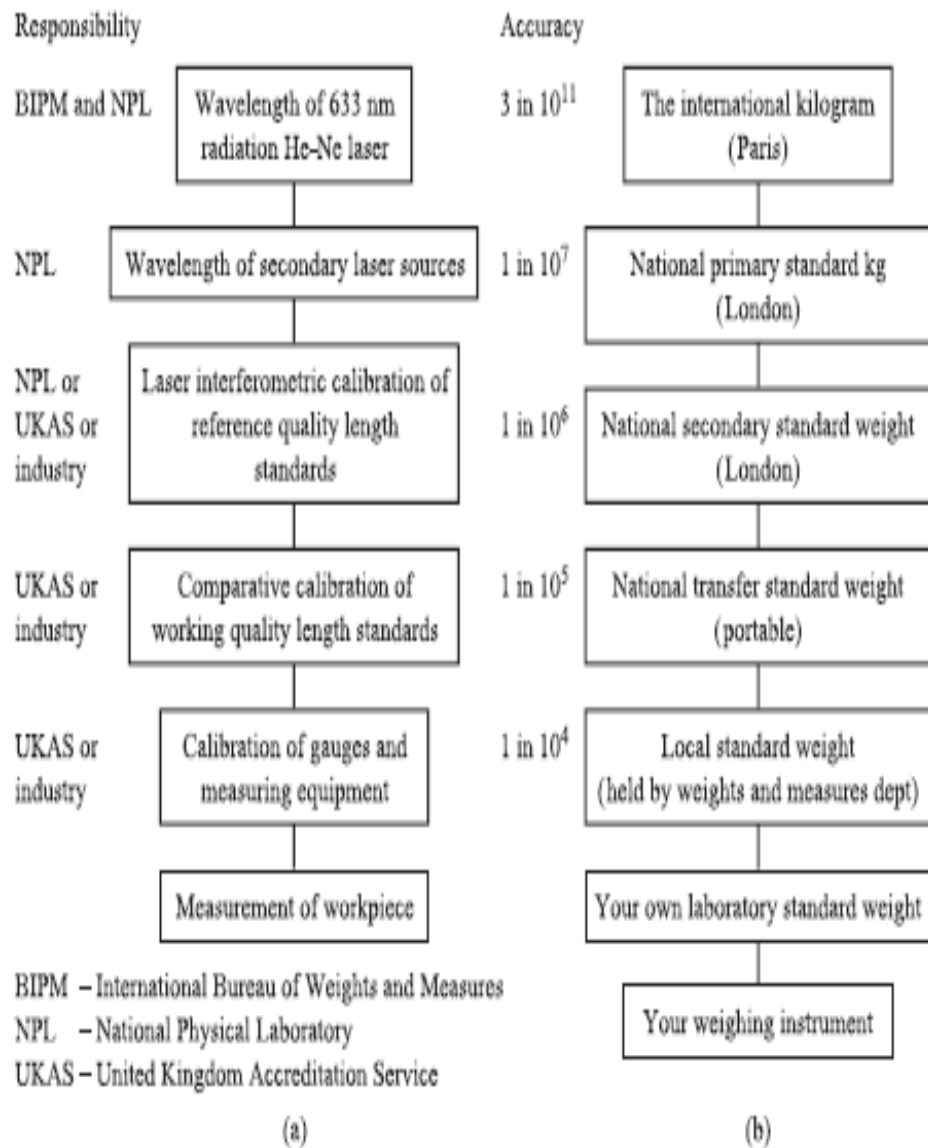 Responsibility
Accuracy
BIPM and NPL
Wavelength of 633 nm
radiation He–Ne laser
3 in 10¹¹
The international kilogram
(Paris)
NPL
Wavelength of secondary laser sources
1 in 10⁷
National primary standard kg
(London)
NPL or
UKAS or
industry
Laser interferometric calibration of
reference quality length
standards
1 in 10⁶
National secondary standard weight
(London)
UKAS or
industry
Comparative calibration of
working quality length standards
1 in 10⁵
National transfer standard weight
(portable)
UKAS or
industry
Calibration of gauges and
measuring equipment
1 in 10⁴
Local standard weight
(held by weights and measures dept)
Measurement of workpiece
Your own laboratory standard weight
Your weighing instrument
BIPM – International Bureau of Weights and Measures
NPL – National Physical Laboratory
UKAS – United Kingdom Accreditation Service
(a)
(b)